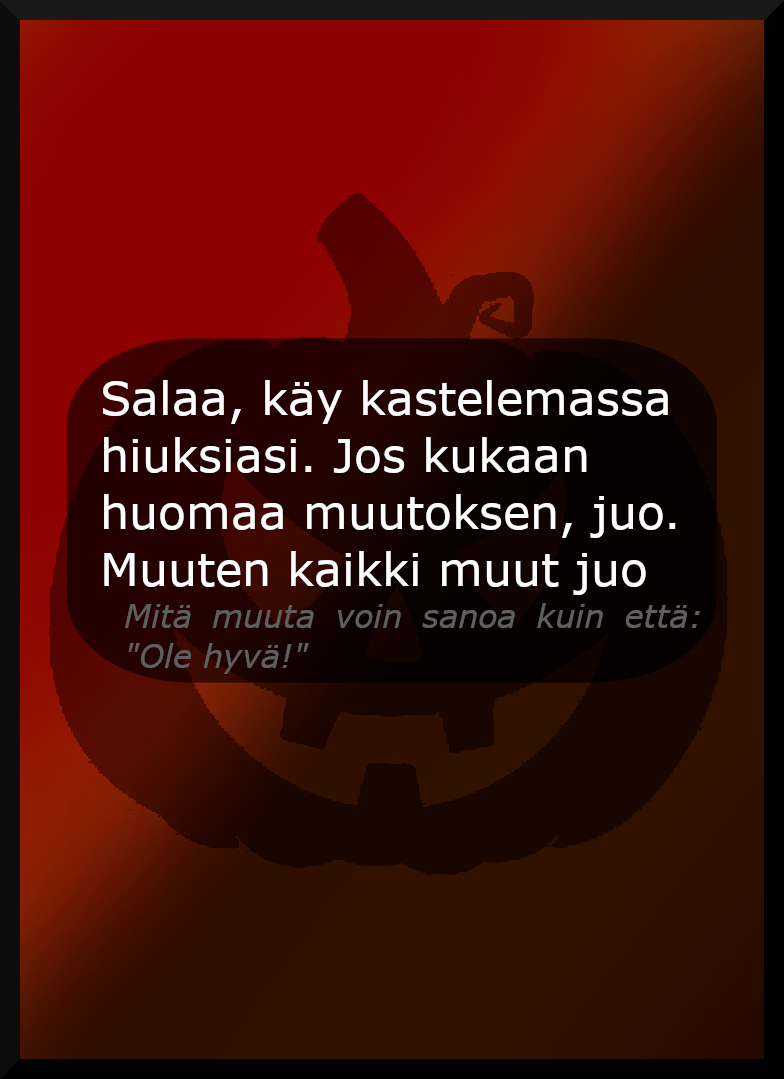 Salaa, käy kastelemassa
hiuksiasi. Jos kukaan
huomaa muutoksen, juo.
Muuten kaikki muut juo
Mitä muuta voin sanoa kuin että:
"Ole hyvä!"